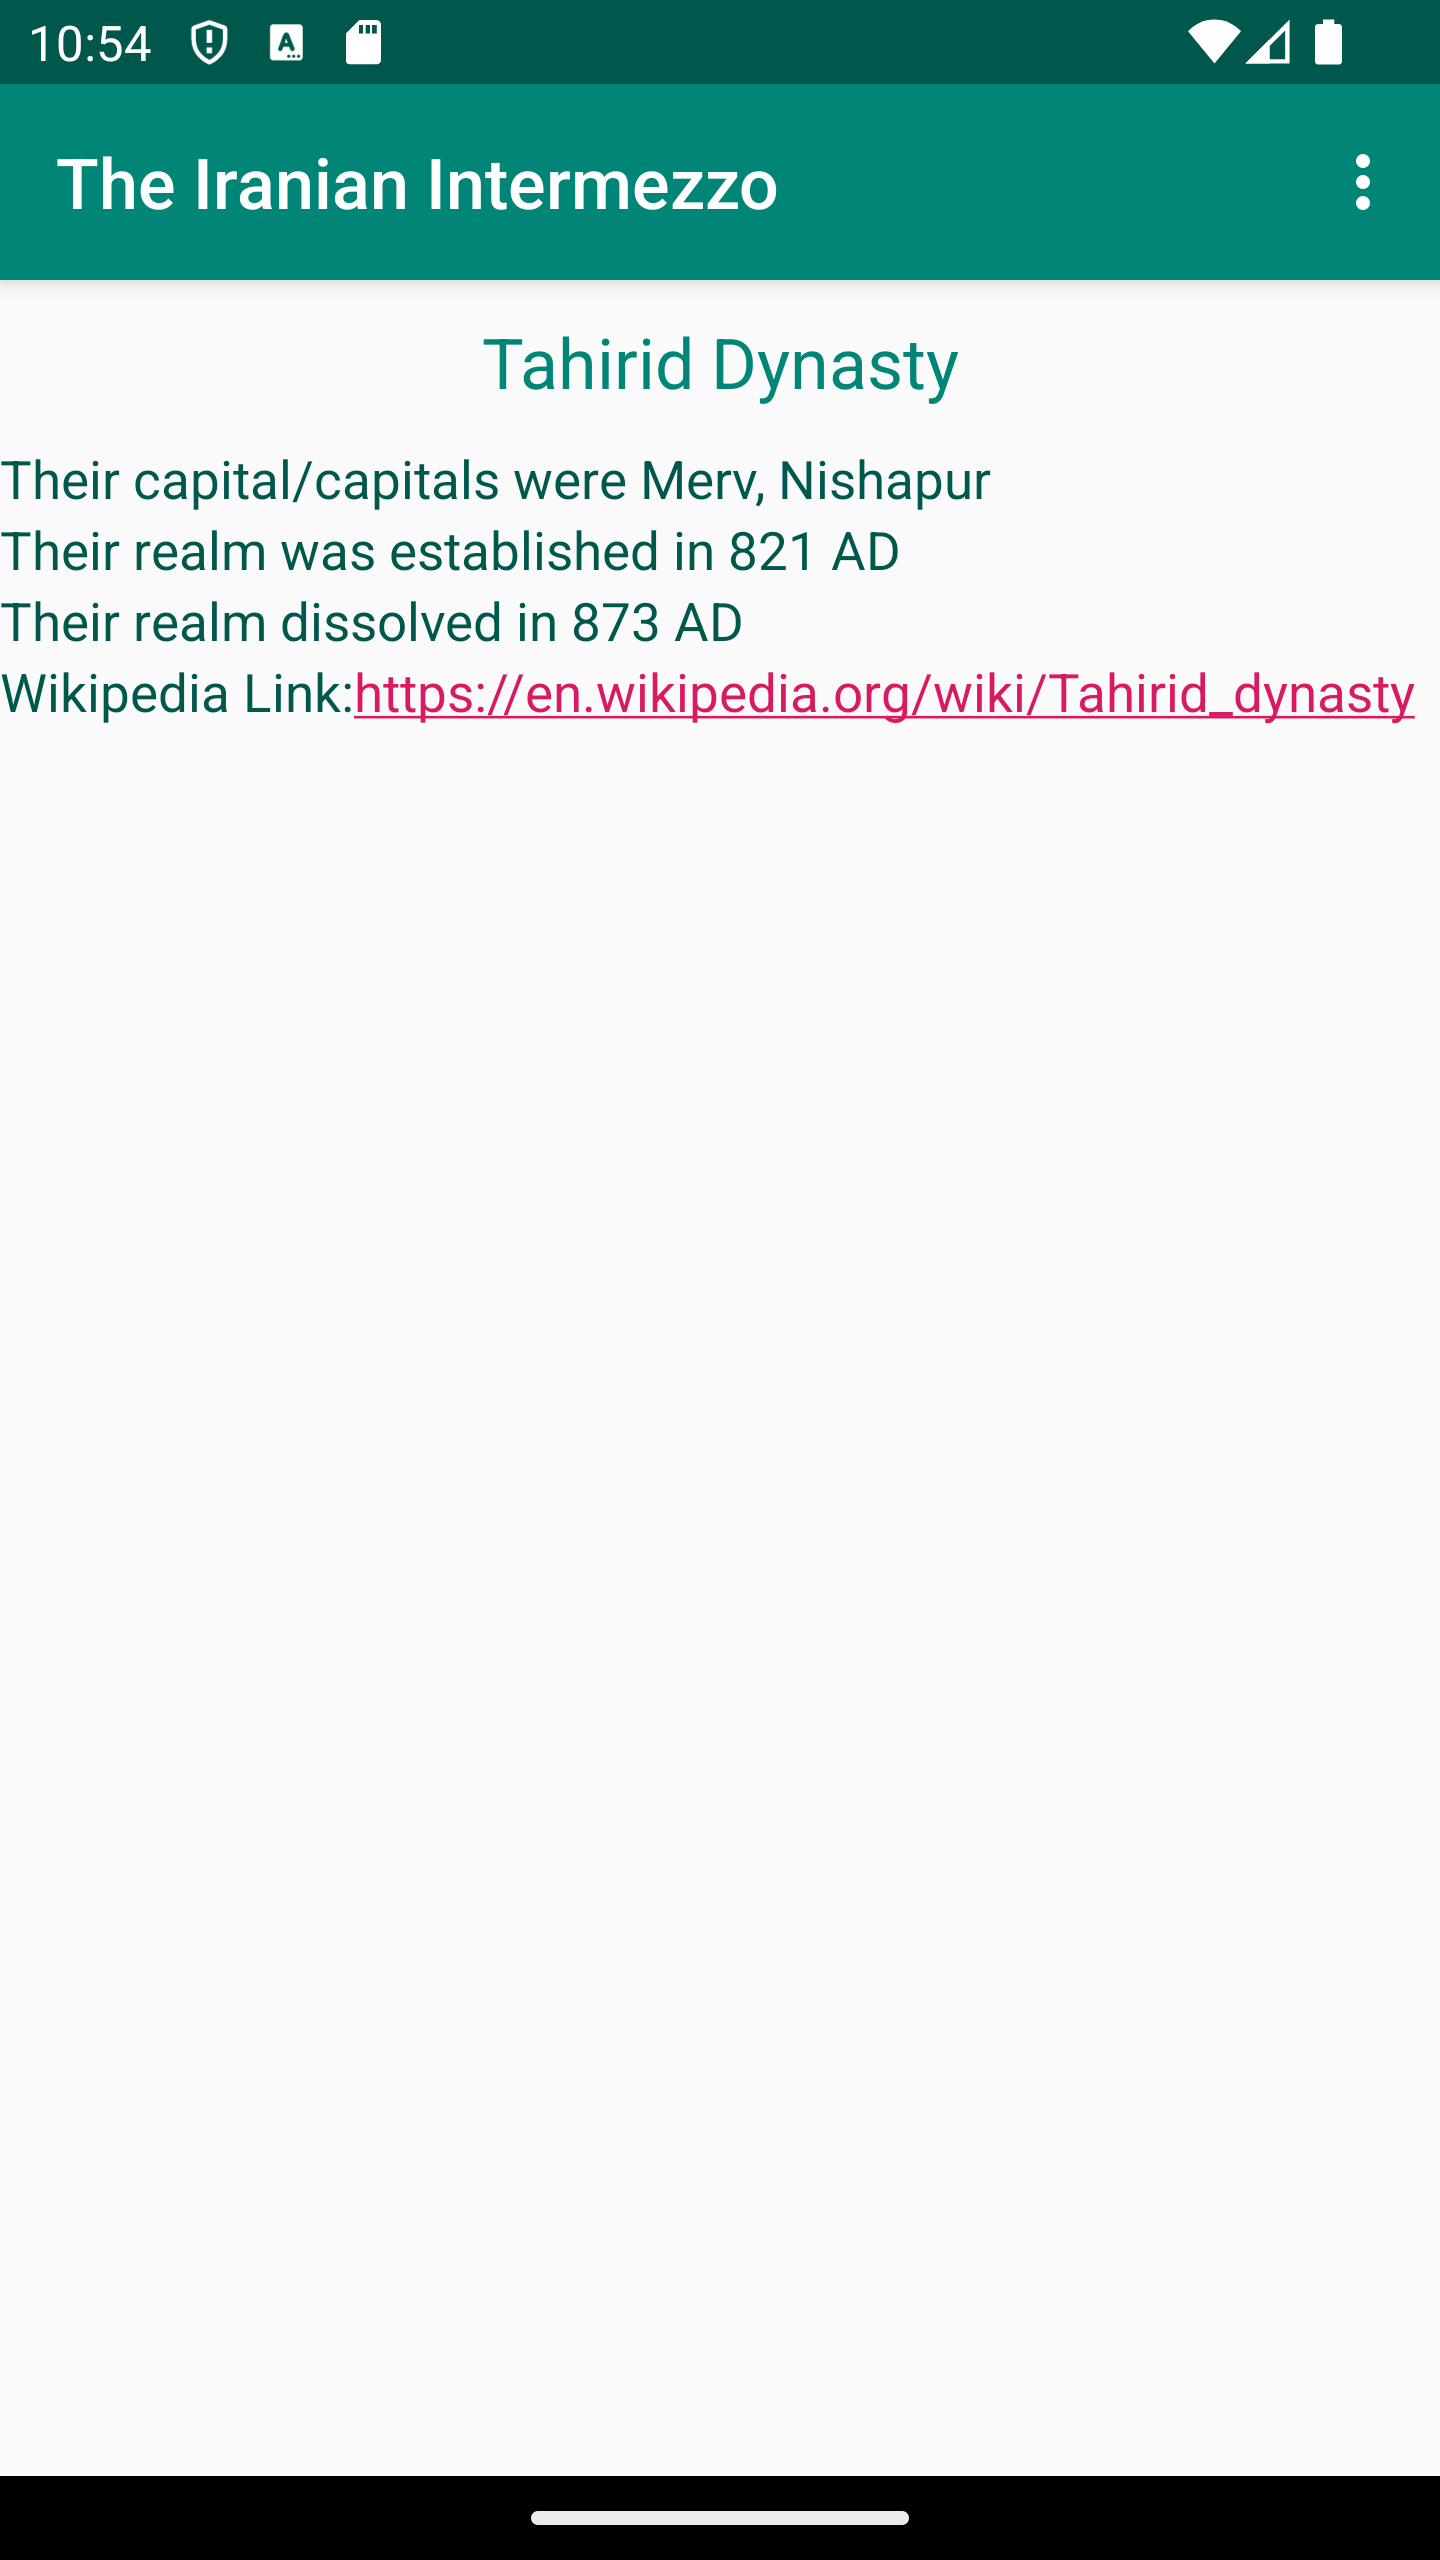 10:54
The Iranian Intermezzo
Tahirid Dynasty
Their capital/capitals were Merv, Nishapur
Their realm was established in 821 AD
Their realm dissolved in 873 AD
Wikipedia Link:https://en.wikipedia.org/wiki/Tahirid_dynasty